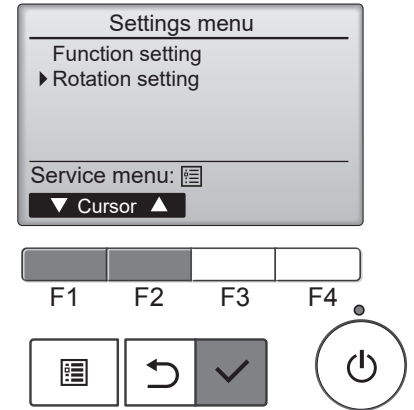 Settings menu
Function setting
Rotation setting
Service menu:
▼ Cursor ▲
F1 F2 F3 F4